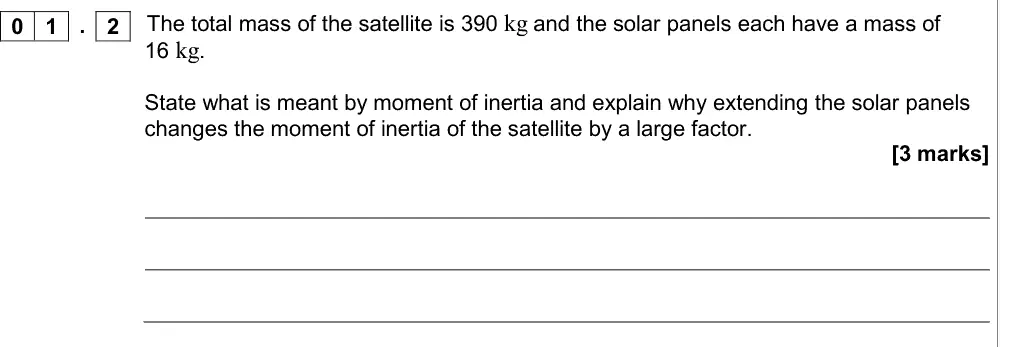 0 1 . 2 The total mass of the satellite is 390 kg and the solar panels each have a mass of
16 kg.
State what is meant by moment of inertia and explain why extending the solar panels
changes the moment of inertia of the satellite by a large factor.
[3 marks]